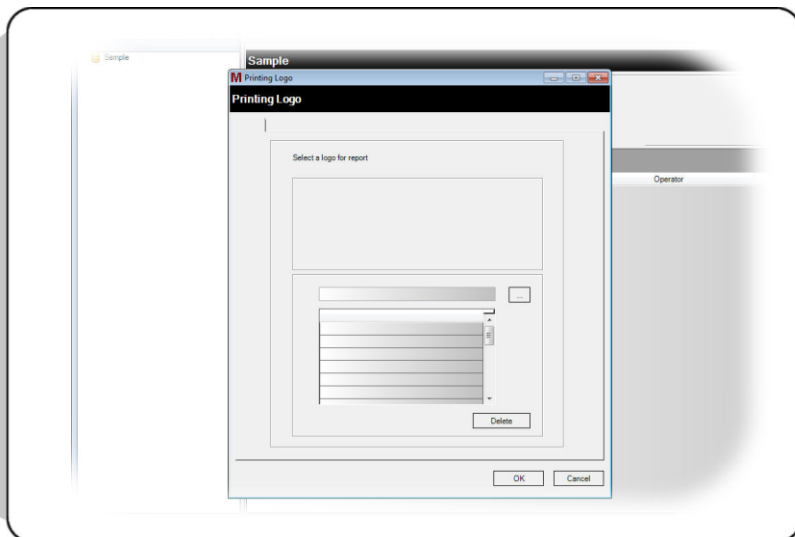 Sample
Sample
M Printing Logo
Printing Logo
Select a logo for report
Operator
...
Delete
OK
Cancel